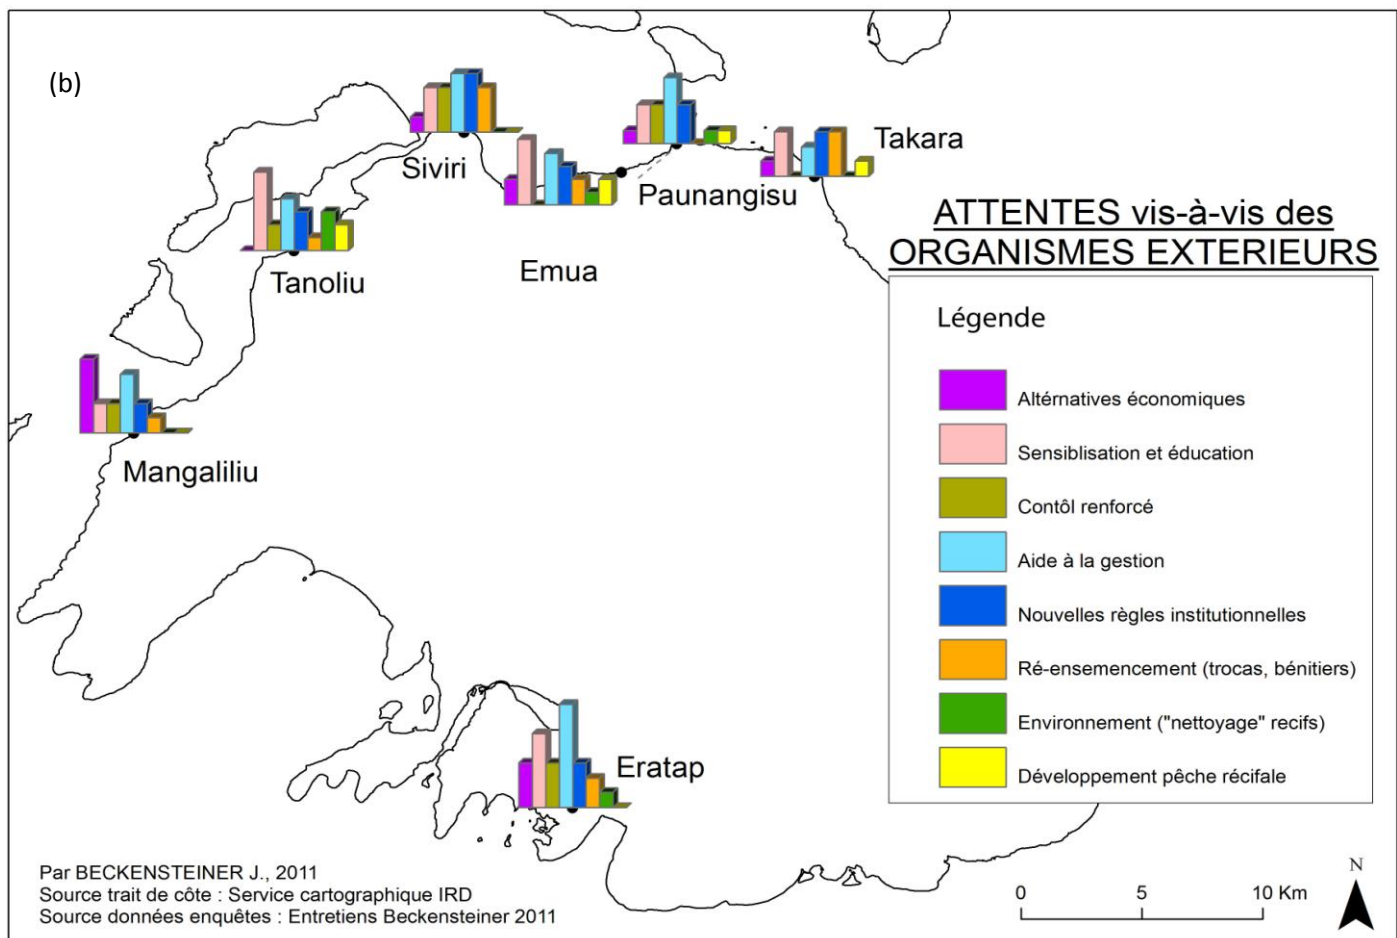 (b)
Siviri
Takara
Paunangisu
Emua
Tanoliu
Mangaliliu
Eratap
ATTENTES vis-à-vis des
ORGANISMES EXTERIEURS
Légende
Altérnatives économiques
Sensiblisation et éducation
Contôl renforcé
Aide à la gestion
Nouvelles règles institutionnelles
Ré-ensemencement (trocas, bénitiers)
Environnement ("nettoyage" recifs)
Développement pêche récifale
Par BECKENSTEINER J., 2011
Source trait de côte : Service cartographique IRD
Source données enquêtes : Entretiens Beckensteiner 2011
0 5 10 Km
N